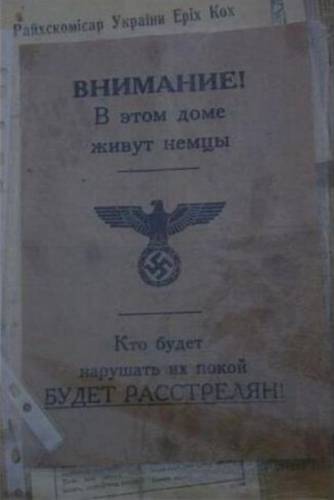 Райхскомісар України Еріх Кох
ВНИМАНИЕ!
В этом доме
живут немцы
Кто будет
нарушать их покой
БУДЕТ РАССТРЕЛЯН!